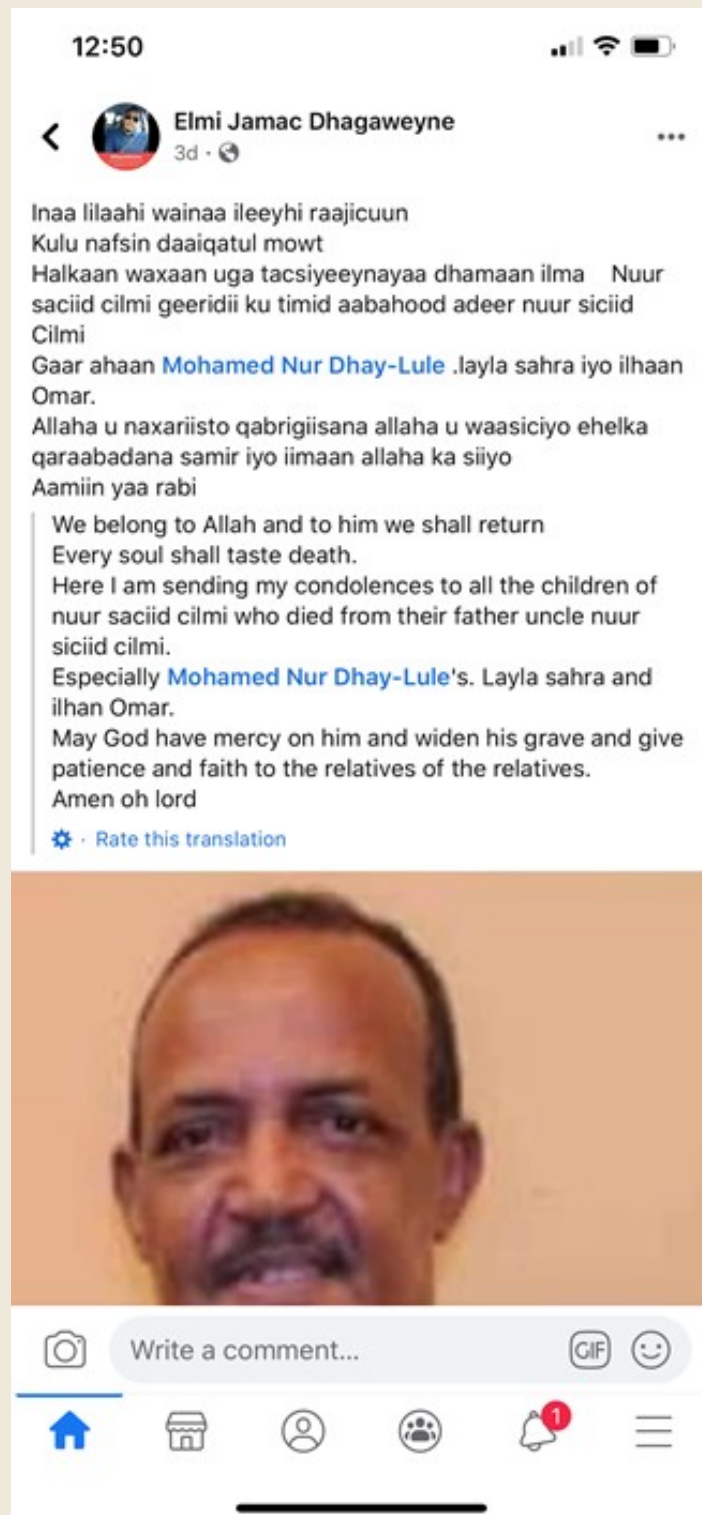 12:50
Elmi Jamac Dhagaweyne
3d ·
Inaa lilaahi wainaa ileeyhi raajicuun
Kulu nafsin daaiqatul mowt
Halkaan waxaan uga tacsiyeeynayaa dhamaan ilma Nuur
saciid cilmi geeridii ku timid aabahood adeer nuur siciid
Cilmi
Gaar ahaan Mohamed Nur Dhay-Lule .layla sahra iyo ilhaan
Omar.
Allaha u naxariisto qabrigiisana allaha u waasiciyo ehelka
qaraabadana samir iyo iimaan allaha ka siiyo
Aamiin yaa rabi
We belong to Allah and to him we shall return
Every soul shall taste death.
Here I am sending my condolences to all the children of
nuur saciid cilmi who died from their father uncle nuur
siciid cilmi.
Especially Mohamed Nur Dhay-Lule's. Layla sahra and
ilhan Omar.
May God have mercy on him and widen his grave and give
patience and faith to the relatives of the relatives.
Amen oh lord
· Rate this translation
Write a comment...
GIF
1